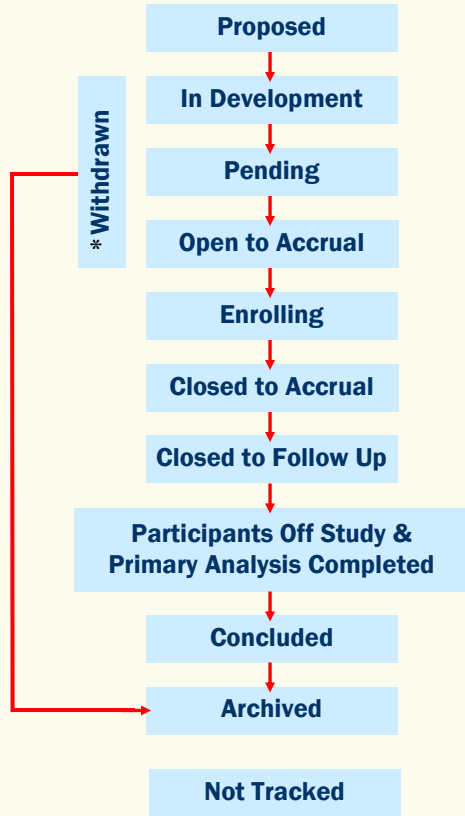 Proposed
In Development
* Withdrawn
Pending
Open to Accrual
Enrolling
Closed to Accrual
Closed to Follow Up
Participants Off Study &
Primary Analysis Completed
Concluded
Archived
Not Tracked